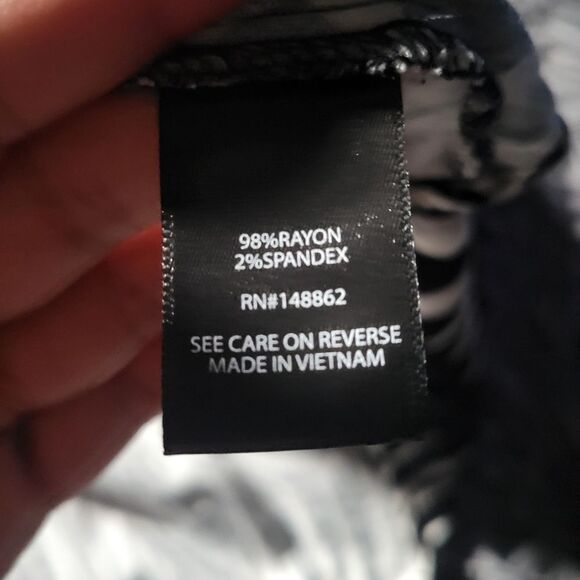 98%RAYON
2%SPANDEX
RN#148862
SEE CARE ON REVERSE
MADE IN VIETNAM